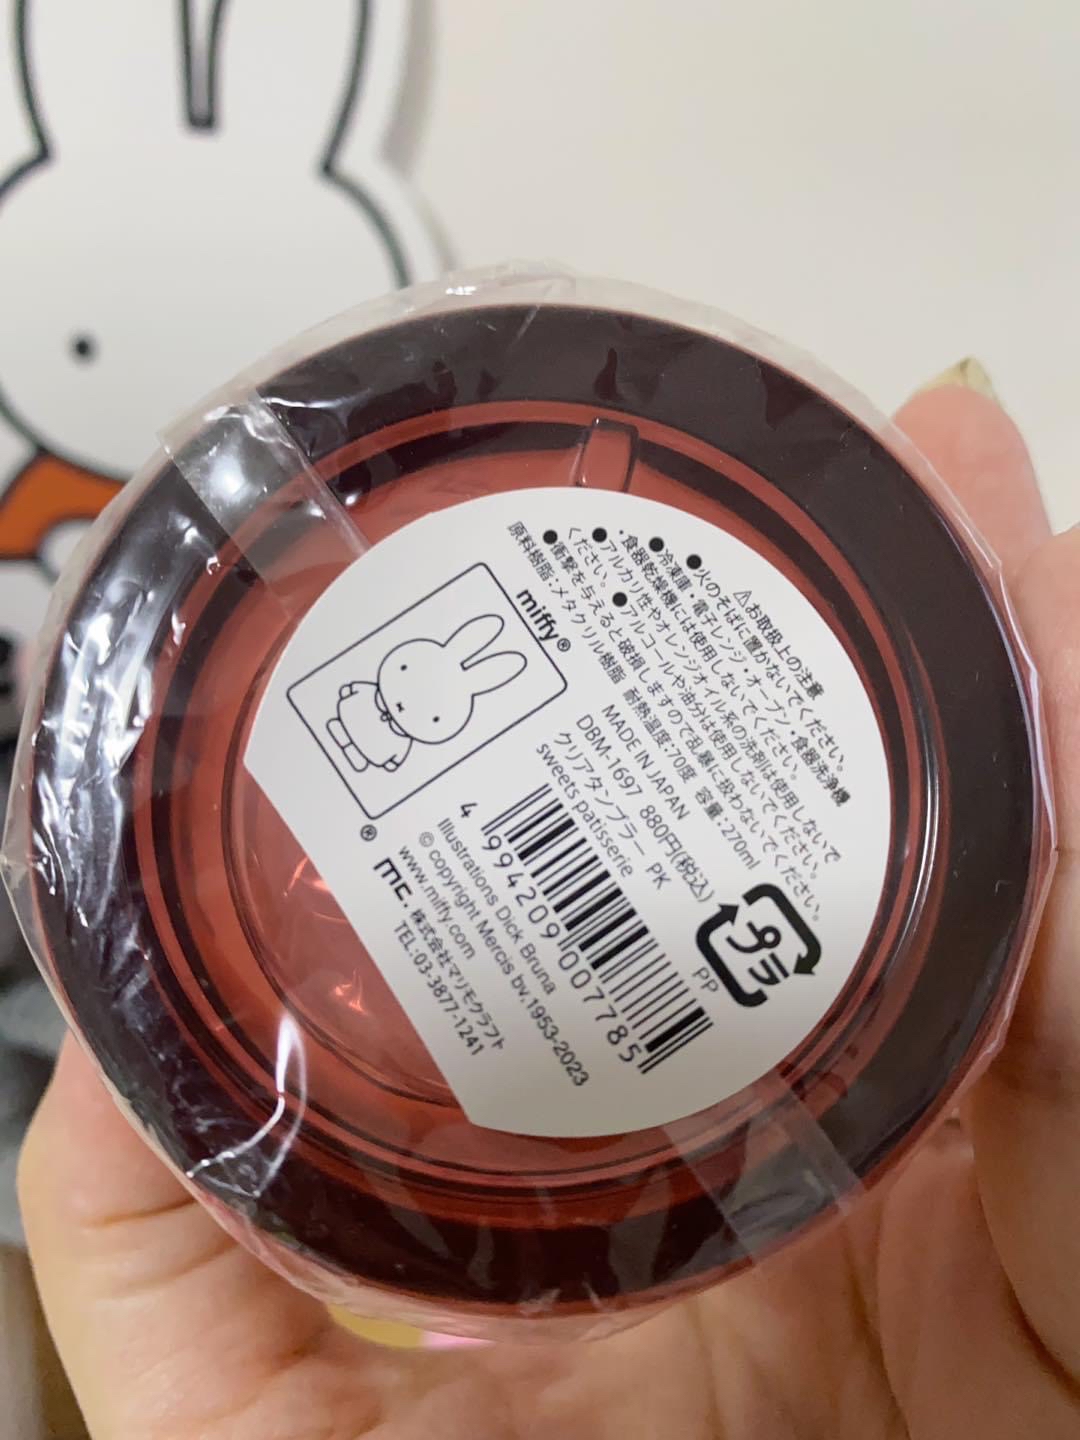 ⚠お取扱上の注意
●火のそばに置かないでください。
●冷凍庫・電子レンジ・オーブン・食器洗浄機
・食器乾燥機には使用しないでください。
●アルカリ性やオレンジオイル系の洗剤は使用しないで
ください。●アルコールや油分は使用しないでください。
●衝撃を与えると破損しますので乱暴に扱わないでください。
原料樹脂:メタクリル樹脂 耐熱温度:70度 容量:270ml
miffy®
MADE IN JAPAN
DBM-1697 880円(税込)
クリアタンブラー PK
sweets patisserie
プラ
PP
4 994209 007785
Illustrations Dick Bruna
© copyright Mercis bv,1953-2023
www.miffy.com
® mc. 株式会社マリモクラフト
TEL:03-3877-1241